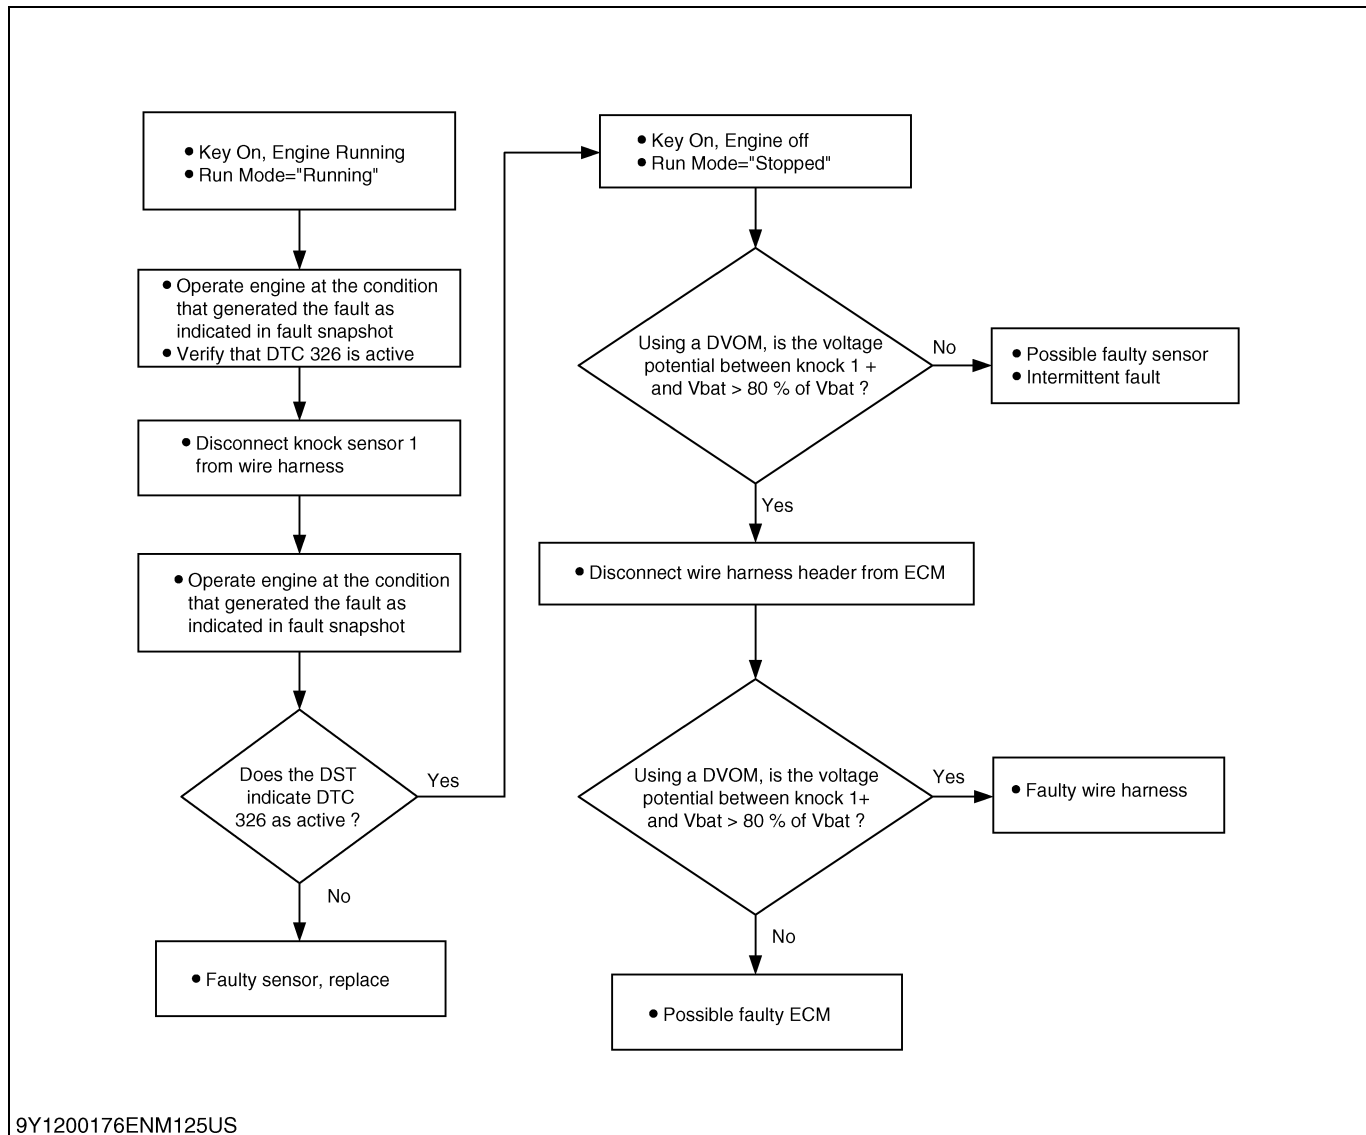 ● Key On, Engine Running
● Run Mode="Running"
● Operate engine at the condition
that generated the fault as
indicated in fault snapshot
● Verify that DTC 326 is active
● Disconnect knock sensor 1
from wire harness
● Operate engine at the condition
that generated the fault as
indicated in fault snapshot
Does the DST
indicate DTC
326 as active ?
Yes
No
● Faulty sensor, replace
● Key On, Engine off
● Run Mode="Stopped"
Using a DVOM, is the voltage
potential between knock 1 +
and Vbat > 80 % of Vbat ?
No
● Possible faulty sensor
● Intermittent fault
Yes
● Disconnect wire harness header from ECM
Using a DVOM, is the voltage
potential between knock 1+
and Vbat > 80 % of Vbat ?
Yes
● Faulty wire harness
No
● Possible faulty ECM
9Y1200176ENM125US